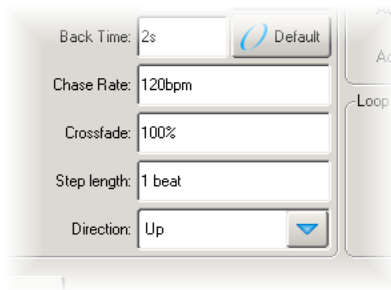 Back Time: 2s Default
Chase Rate: 120bpm
Loop
Crossfade: 100%
Step length: 1 beat
Direction: Up